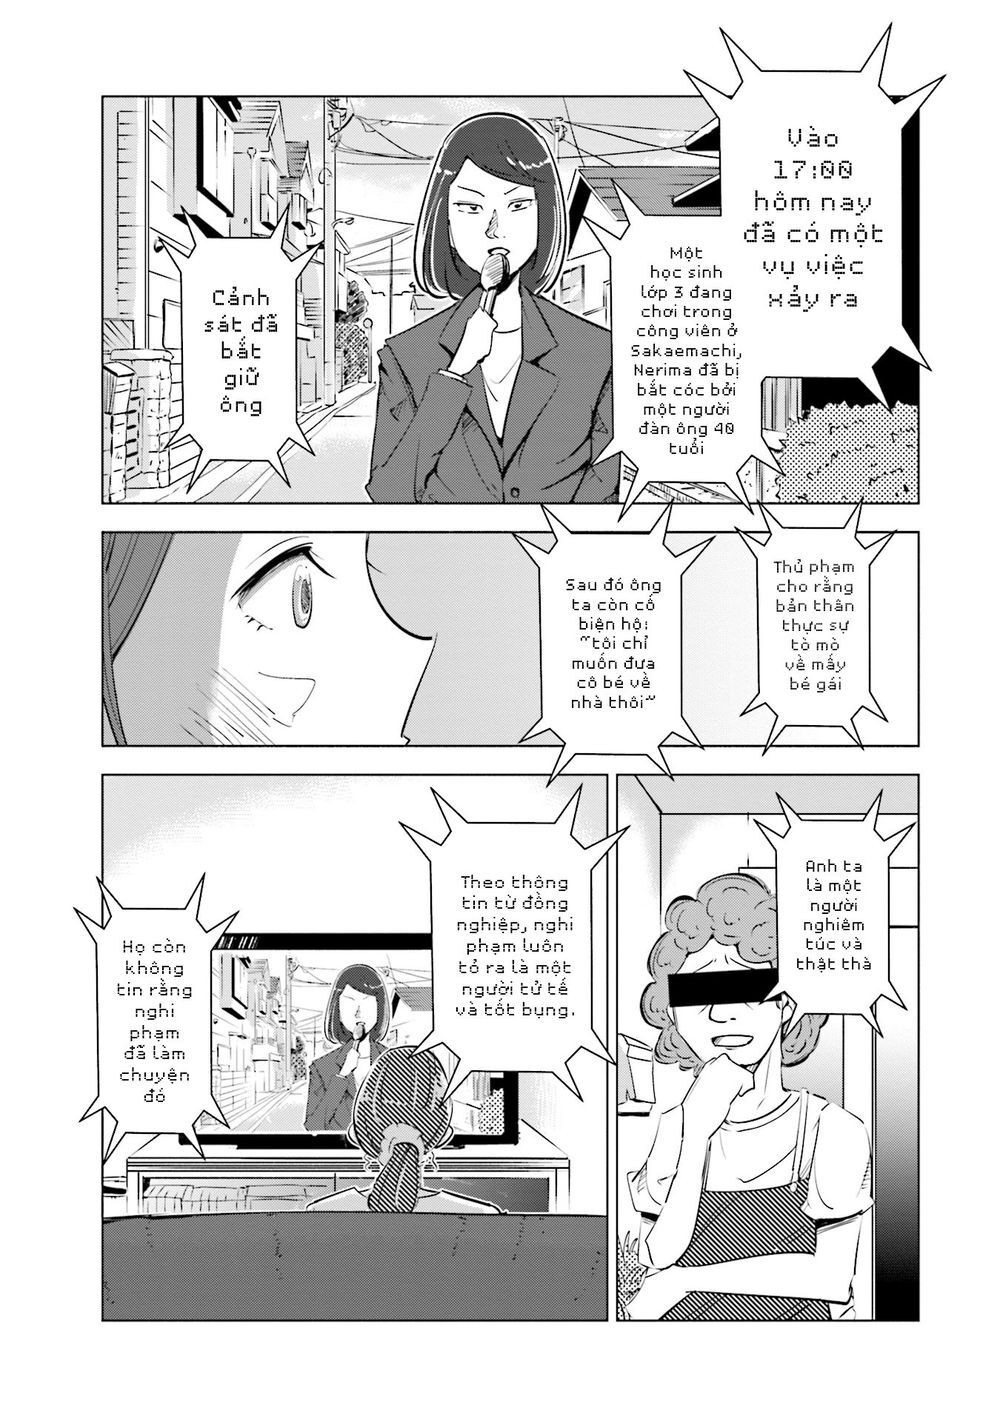 Vào
17:00
hôm nay
đã có một
vụ việc
xảy ra
Một
học sinh
lớp 3 đang
chơi trong
công viên ở
Sakaemachi,
Nerima đã bị
bắt cóc bởi
một người
đàn ông 40
tuổi
Cảnh
sát đã
bắt
giữ
ông
Thủ phạm
cho rằng
bản thân
thực sự
tò mò
về mấy
bé gái
Sau đó ông
ta còn cố
biện hộ:
"tôi chỉ
muốn đưa
cô bé về
nhà thôi"
Anh ta
là một
người
nghiêm
túc và
thật thà
Theo thông
tin từ đồng
nghiệp, nghi
phạm luôn
tỏ ra là một
người tử tế
và tốt bụng.
Họ còn
không
tin rằng
nghi
phạm
đã làm
chuyện
đó